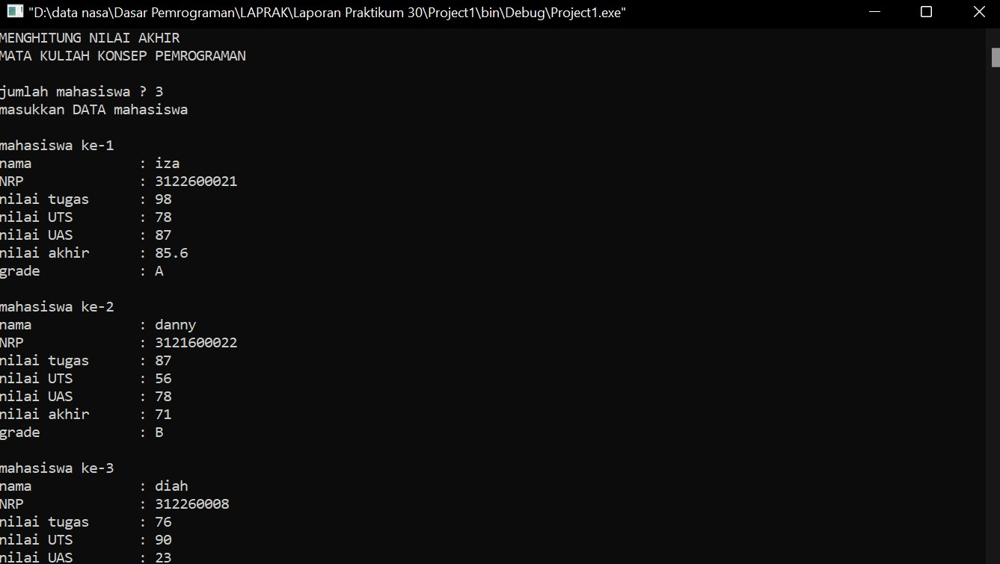 "D:\data nasa\Dasar Pemrograman\LAPRAK\Laporan Praktikum 30\Project1\bin\Debug\Project1.exe"
MENGHITUNG NILAI AKHIR
MATA KULIAH KONSEP PEMROGRAMAN
jumlah mahasiswa ? 3
masukkan DATA mahasiswa
mahasiswa ke-1
nama : iza
NRP : 3122600021
nilai tugas : 98
nilai UTS : 78
nilai UAS : 87
nilai akhir : 85.6
grade : A
mahasiswa ke-2
nama : danny
NRP : 3121600022
nilai tugas : 87
nilai UTS : 56
nilai UAS : 78
nilai akhir : 71
grade : B
mahasiswa ke-3
nama : diah
NRP : 312260008
nilai tugas : 76
nilai UTS : 90
nilai UAS : 23